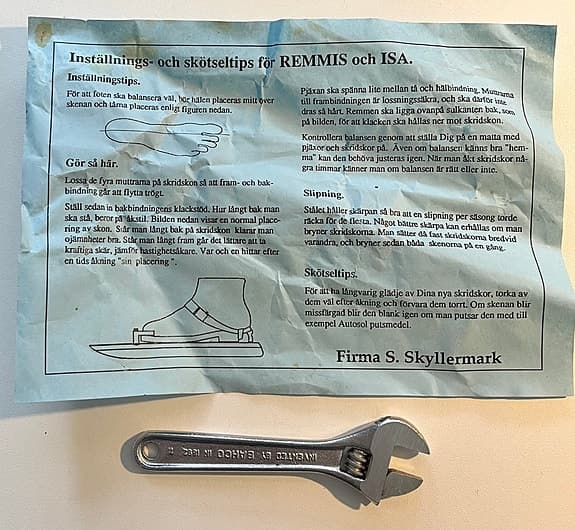 Inställnings- och skötseltips för REMMIS och ISA.
Inställningstips.
För att foten ska balansera väl, bör hälen placeras mitt över
skenan och tårna placeras enligt figuren nedan.
Gör så här.
Lossa de fyra muttrarna på skridskon så att fram- och bak-
bindning går att flytta trögt.
Ställ sedan in bakbindningens klackstöd. Hur långt bak man
ska stå, beror på åkstil. Bilden nedan visar en normal place-
ring av skon. Står man långt bak på skridskon klarar man
ojämnheter bra. Står man långt fram går det lättare att ta
kraftiga skär, jämför hastighetsåkare. Var och en hittar efter
en tids åkning "sin placering".
Pjäxan ska spänna lite mellan tå och hälbindning. Muttrarna
till frambindningen är lossningssäkra, och ska därför inte
dras så hårt. Remmen ska ligga ovanpå sulkanten bak, som
på bilden, för att klacken ska hållas ner mot skridskon.
Kontrollera balansen genom att ställa Dig på en matta med
pjäxor och skridskor på. Även om balansen känns bra "hem-
ma" kan den behöva justeras igen. När man åkt skridskor nå-
gra timmar känner man om balansen är rätt eller inte.
Slipning.
Stålet håller skärpan så bra att en slipning per säsong torde
räcka för de flesta. Något bättre skärpa kan erhållas om man
bryner skridskorna. Man sätter då fast skridskorna bredvid
varandra, och bryner sedan båda skenorna på en gång.
Skötseltips.
För att ha långvarig glädje av Dina nya skridskor, torka av
dem väl efter åkning och förvara dem torrt. Om skenan blir
missfärgad blir den blank igen om man putsar den med till
exempel Autosol putsmedel.
Firma S. Skyllermark
INVENTED BY BAHCO IN 1892